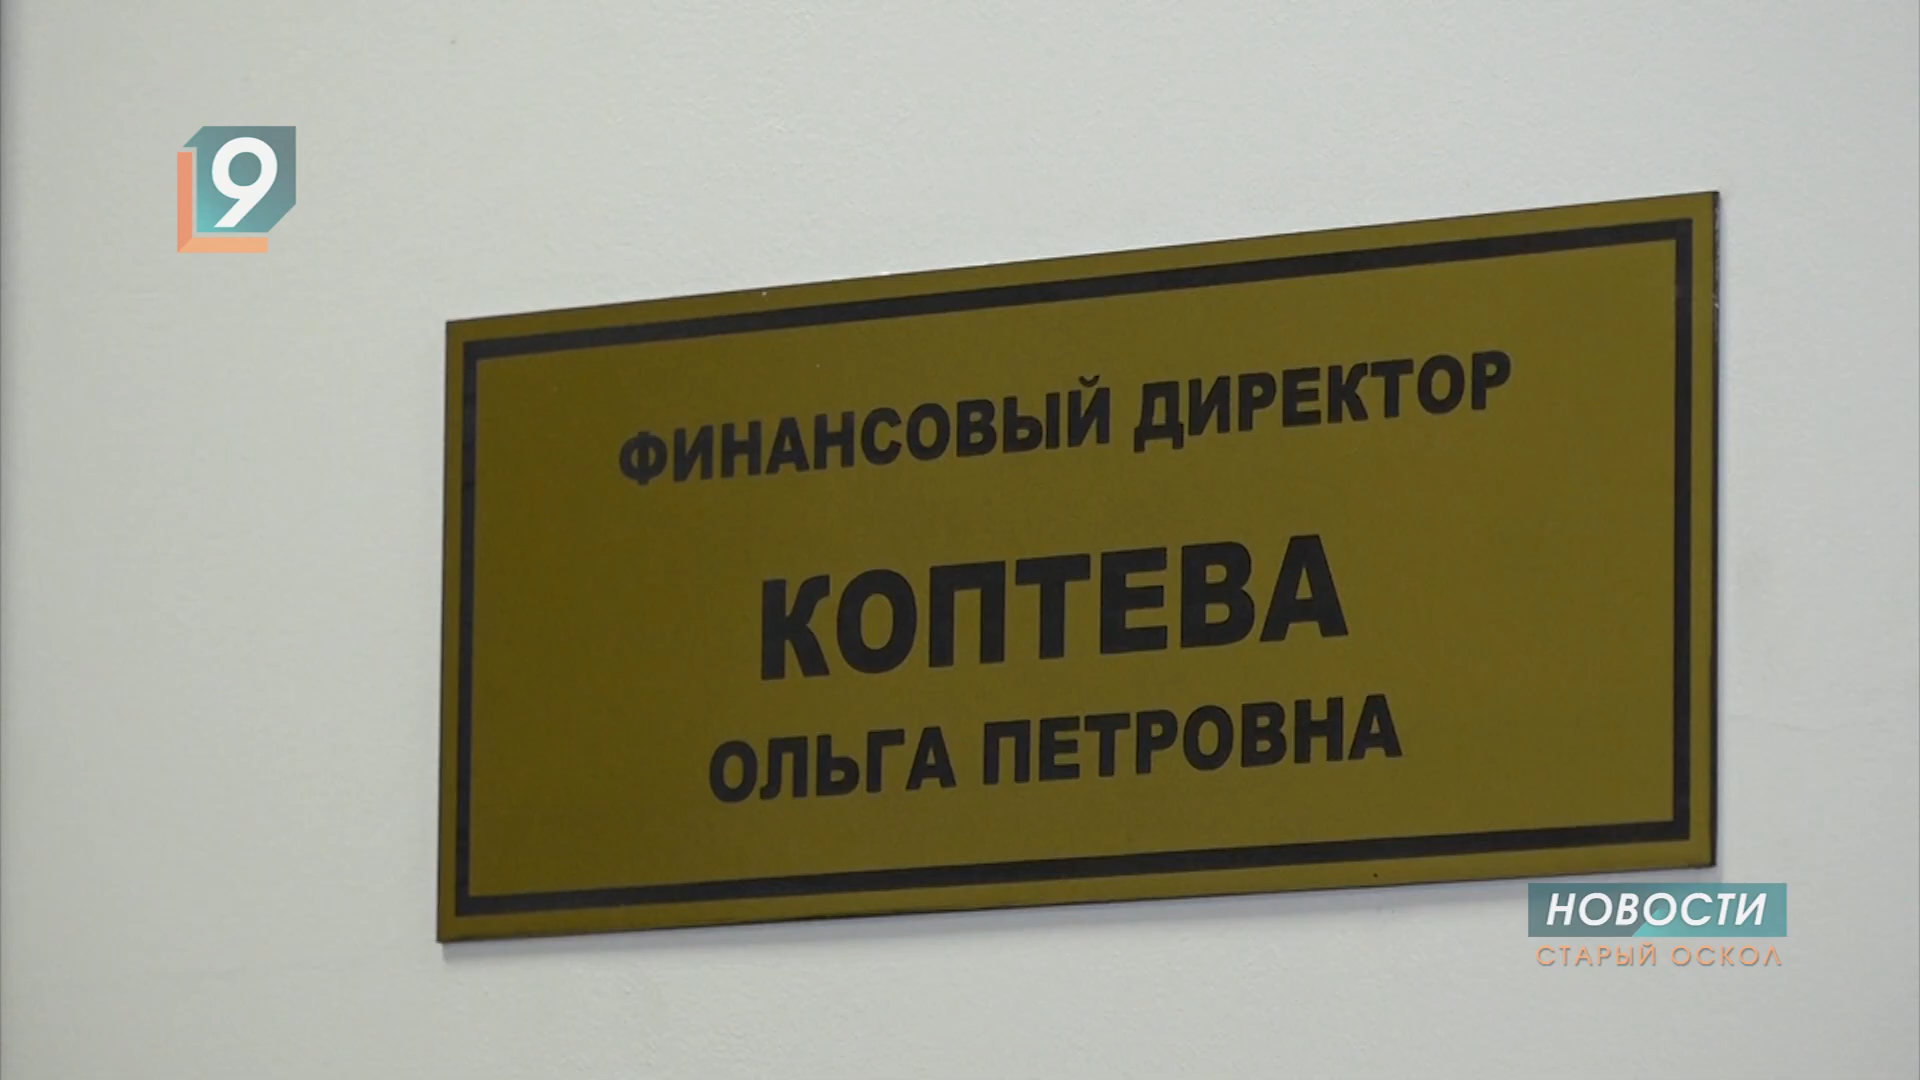 9
ФИНАНСОВЫЙ ДИРЕКТОР
КОПТЕВА
ОЛЬГА ПЕТРОВНА
НОВОСТИ
СТАРЫЙ ОСКОЛ